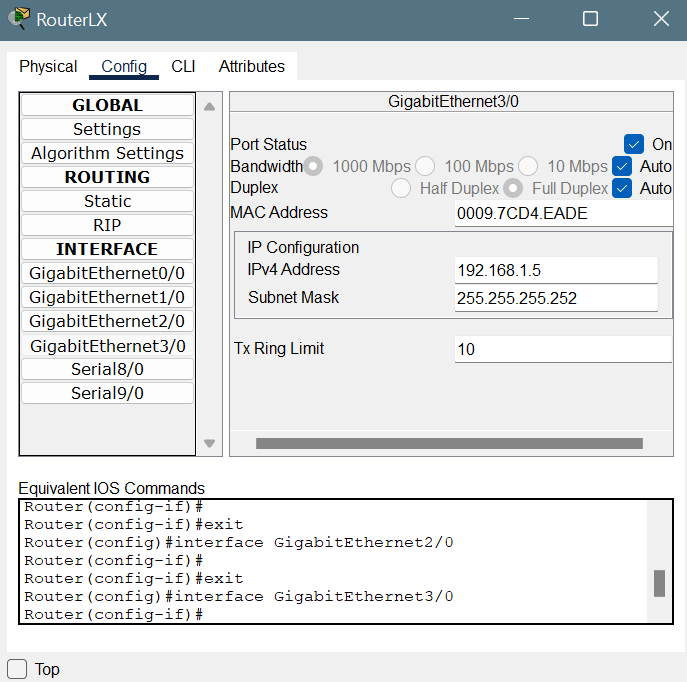 RouterLX
Physical Config CLI Attributes
GLOBAL
Settings
Algorithm Settings
ROUTING
Static
RIP
INTERFACE
GigabitEthernet0/0
GigabitEthernet1/0
GigabitEthernet2/0
GigabitEthernet3/0
Serial8/0
Serial9/0
GigabitEthernet3/0
Port Status On
Bandwidth 1000 Mbps 100 Mbps 10 Mbps Auto
Duplex Half Duplex Full Duplex Auto
MAC Address 0009.7CD4.EADE
IP Configuration
IPv4 Address 192.168.1.5
Subnet Mask 255.255.255.252
Tx Ring Limit 10
Equivalent IOS Commands
Router(config-if)#
Router(config-if)#exit
Router(config)#interface GigabitEthernet2/0
Router(config-if)#
Router(config-if)#exit
Router(config)#interface GigabitEthernet3/0
Router(config-if)#
Top